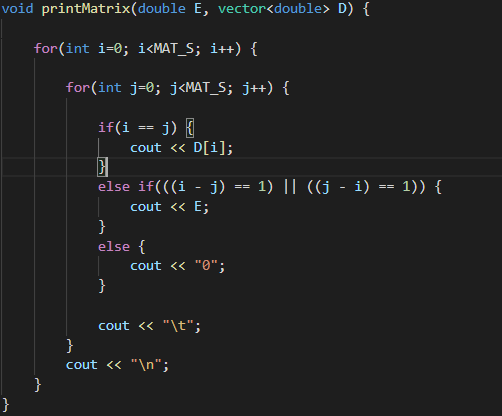 void printMatrix(double E, vector<double> D) {
for(int i=0; i<MAT_S; i++) {
for(int j=0; j<MAT_S; j++) {
if(i == j) {
cout << D[i];
}
else if(((i - j) == 1) || ((j - i) == 1)) {
cout << E;
}
else {
cout << "0";
}
cout << "\t";
}
cout << "\n";
}
}